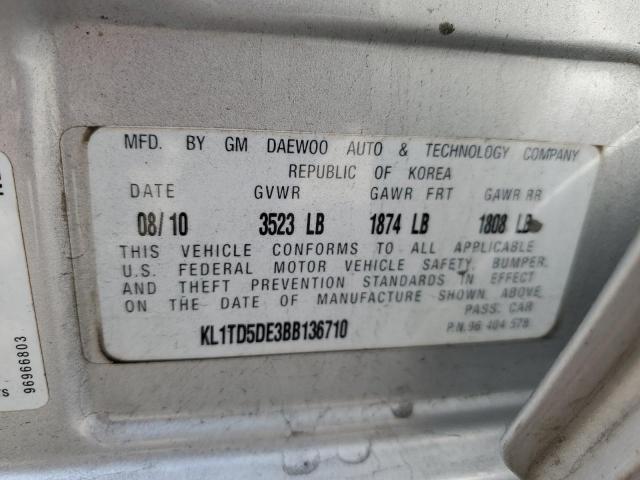 MFD. BY GM DAEWOO AUTO & TECHNOLOGY COMPANY
REPUBLIC OF KOREA
DATE GVWR GAWR FRT GAWR RR
08/10 3523 LB 1874 LB 1808 LB
THIS VEHICLE CONFORMS TO ALL APPLICABLE
U.S. FEDERAL MOTOR VEHICLE SAFETY, BUMPER,
AND THEFT PREVENTION STANDARDS IN EFFECT
ON THE DATE OF MANUFACTURE SHOWN ABOVE
PASS. CAR
KL1TD5DE3BB136710 P.N.96 484 578
96966803